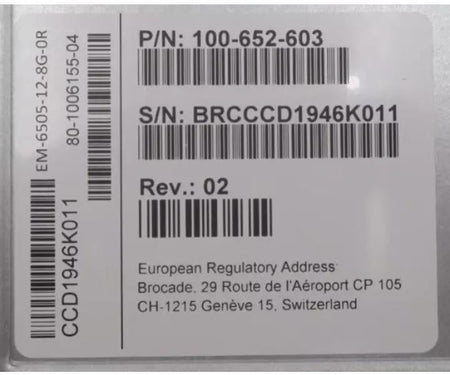 EM-6505-12-8G-0R
80-1006155-04
CCD1946K011
P/N: 100-652-603
S/N: BRCCCD1946K011
Rev.: 02
European Regulatory Address
Brocade, 29 Route de l'Aéroport CP 105
CH-1215 Genève 15, Switzerland